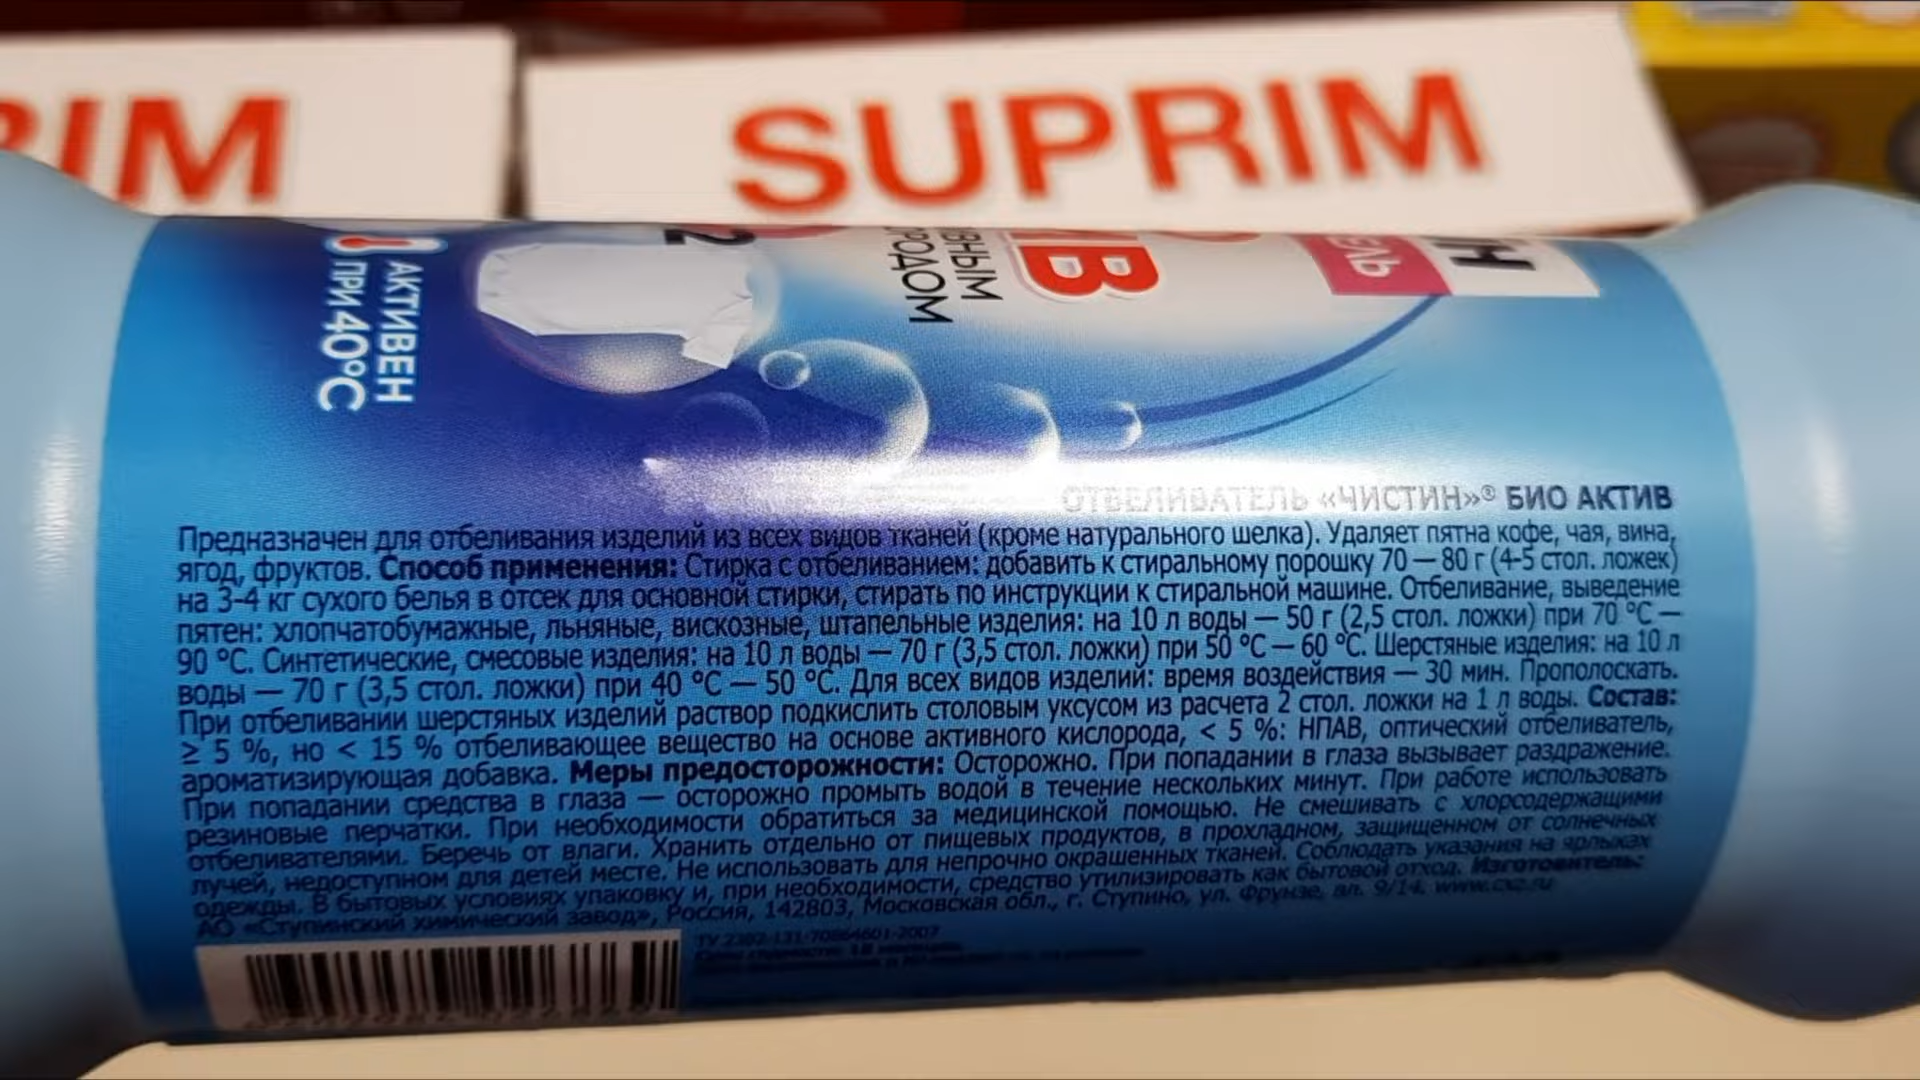 RIM
SUPRIM
АКТИВЕН
ПРИ 40°С
2
ВНЫМ
РОДОМ
ИВ
ЕЛЬ
ИН
ОТБЕЛИВАТЕЛЬ «ЧИСТИН»® БИО АКТИВ
Предназначен для отбеливания изделий из всех видов тканей (кроме натурального шелка). Удаляет пятна кофе, чая, вина,
ягод, фруктов. Способ применения: Стирка с отбеливанием: добавить к стиральному порошку 70 — 80 г (4-5 стол. ложек)
на 3-4 кг сухого белья в отсек для основной стирки, стирать по инструкции к стиральной машине. Отбеливание, выведение
пятен: хлопчатобумажные, льняные, вискозные, штапельные изделия: на 10 л воды — 50 г (2,5 стол. ложки) при 70 °С —
90 °С. Синтетические, смесовые изделия: на 10 л воды — 70 г (3,5 стол. ложки) при 50 °С — 60 °С. Шерстяные изделия: на 10 л
воды — 70 г (3,5 стол. ложки) при 40 °С — 50 °С. Для всех видов изделий: время воздействия — 30 мин. Прополоскать.
При отбеливании шерстяных изделий раствор подкислить столовым уксусом из расчета 2 стол. ложки на 1 л воды. Состав:
≥ 5 %, но < 15 % отбеливающее вещество на основе активного кислорода, < 5 %: НПАВ, оптический отбеливатель,
ароматизирующая добавка. Меры предосторожности: Осторожно. При попадании в глаза вызывает раздражение.
При попадании средства в глаза — осторожно промыть водой в течение нескольких минут. При работе использовать
резиновые перчатки. При необходимости обратиться за медицинской помощью. Не смешивать с хлорсодержащими
отбеливателями. Беречь от влаги. Хранить отдельно от пищевых продуктов, в прохладном, защищенном от солнечных
лучей, недоступном для детей месте. Не использовать для непрочно окрашенных тканей. Соблюдать указания на ярлыках
одежды. В бытовых условиях упаковку и, при необходимости, средство утилизировать как бытовой отход. Изготовитель:
АО «Ступинский химический завод», Россия, 142803, Московская обл., г. Ступино, ул. Фрунзе, вл. 9/14, www.cxz.ru
ТУ 2382-131-70864601-2007